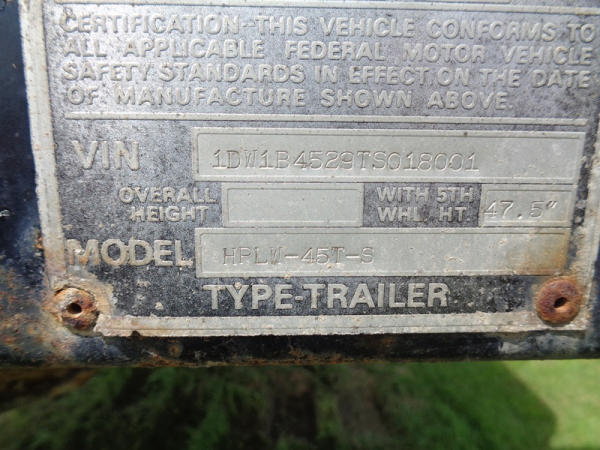 CERTIFICATION-THIS VEHICLE CONFORMS TO
ALL APPLICABLE FEDERAL MOTOR VEHICLE
SAFETY STANDARDS IN EFFECT ON THE DATE
OF MANUFACTURE SHOWN ABOVE.
VIN 1DW1B4529TS018001
OVERALL HEIGHT WITH 5TH WHL. HT. 47.5"
MODEL HPLW-45T-S
TYPE-TRAILER